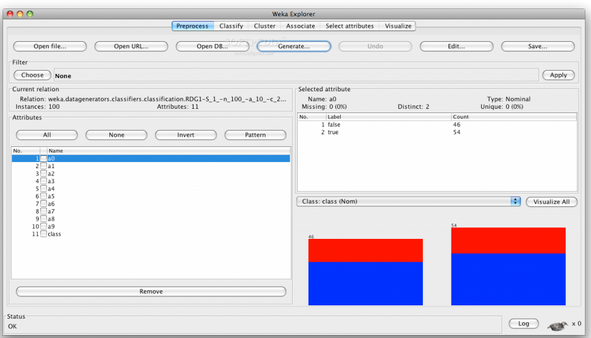 Weka Explorer
Preprocess Classify Cluster Associate Select attributes Visualize
Open file... Open URL... Open DB... Generate... Undo Edit... Save...
Filter
Choose None Apply
Current relation
Relation: weka.datagenerators.classifiers.classification.RDG1-S_1_-n_100_-a_10_-c_2...
Instances: 100 Attributes: 11
Attributes
All None Invert Pattern
No. Name
1 a0
2 a1
3 a2
4 a3
5 a4
6 a5
7 a6
8 a7
9 a8
10 a9
11 class
Remove
Selected attribute
Name: a0 Type: Nominal
Missing: 0 (0%) Distinct: 2 Unique: 0 (0%)
No. Label Count
1 false 46
2 true 54
Class: class (Nom) Visualize All
46
54
Status
OK
Log x 0